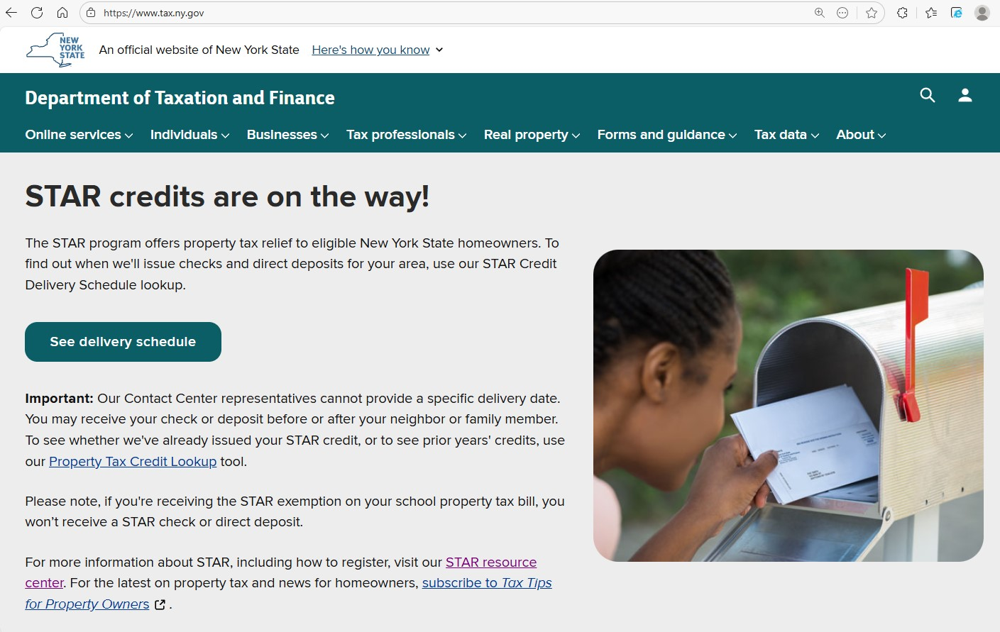 https://www.tax.ny.gov
NEW
YORK
STATE
An official website of New York State Here's how you know
Department of Taxation and Finance
Online services Individuals Businesses Tax professionals Real property Forms and guidance Tax data About
STAR credits are on the way!
The STAR program offers property tax relief to eligible New York State homeowners. To
find out when we'll issue checks and direct deposits for your area, use our STAR Credit
Delivery Schedule lookup.
See delivery schedule
Important: Our Contact Center representatives cannot provide a specific delivery date.
You may receive your check or deposit before or after your neighbor or family member.
To see whether we've already issued your STAR credit, or to see prior years' credits, use
our Property Tax Credit Lookup tool.
Please note, if you're receiving the STAR exemption on your school property tax bill, you
won’t receive a STAR check or direct deposit.
For more information about STAR, including how to register, visit our STAR resource
center. For the latest on property tax and news for homeowners, subscribe to Tax Tips
for Property Owners .